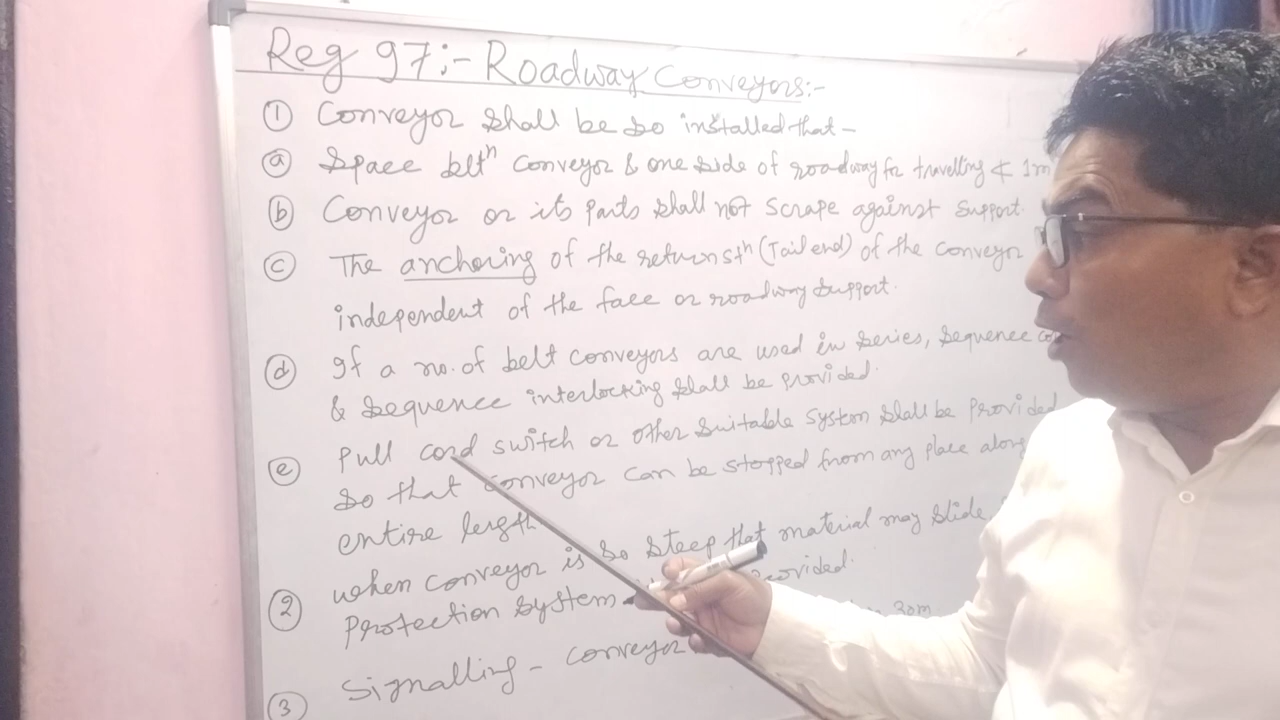 Reg 97:- Roadway Conveyors:-
① Conveyor shall be so installed that -
ⓐ Space betn conveyor & one side of roadway for travelling ≮ 1m
ⓑ Conveyor or its parts shall not scrape against support.
ⓒ The anchoring of the return stn (Tail end) of the conveyor
independent of the face or roadway support.
ⓓ If a no. of belt conveyors are used in series, sequence
& sequence interlocking shall be provided.
ⓔ Pull cord switch or other suitable system shall be provided
so that conveyor can be stopped from any place along
entire length
② when conveyor is so steep that material may slide
protection system provided.
30m
③ Signalling - conveyor